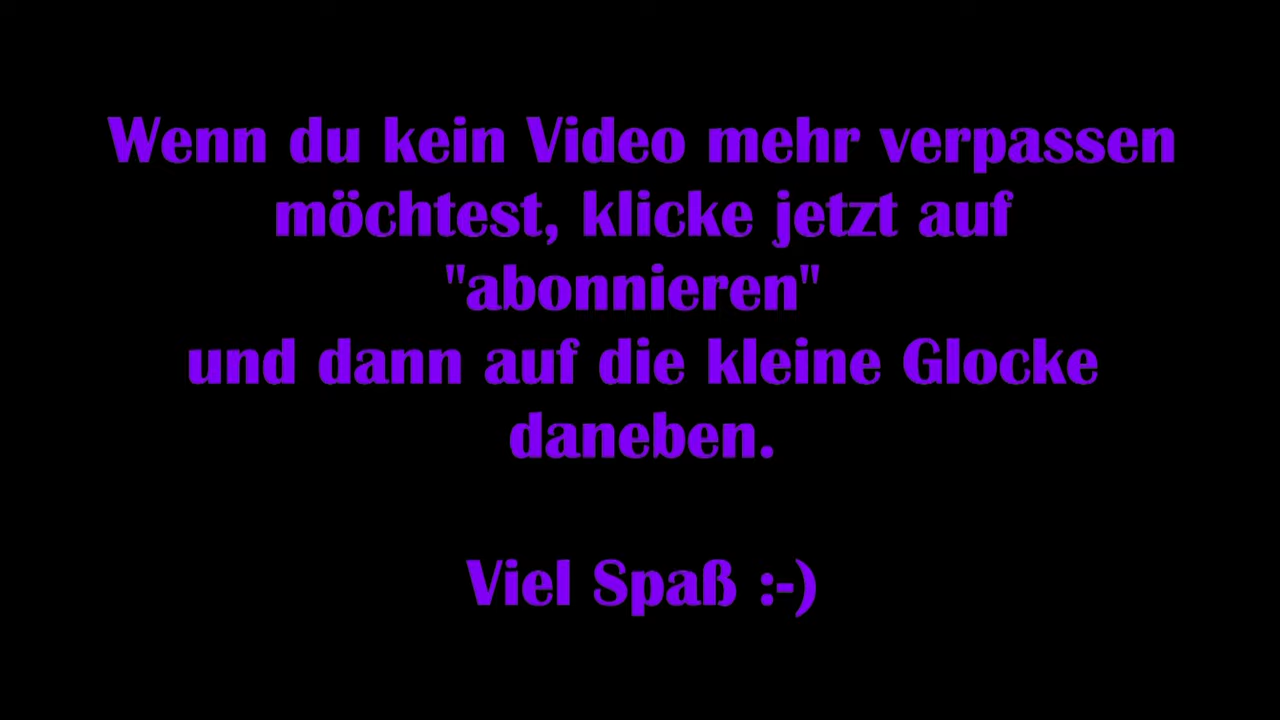 Wenn du kein Video mehr verpassen
möchtest, klicke jetzt auf
"abonnieren"
und dann auf die kleine Glocke
daneben.
Viel Spaß :-)